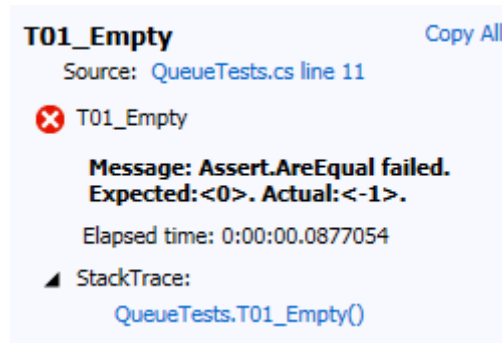 T01_Empty Copy All
Source: QueueTests.cs line 11
T01_Empty
Message: Assert.AreEqual failed.
Expected:<0>. Actual:<-1>.
Elapsed time: 0:00:00.0877054
StackTrace:
QueueTests.T01_Empty()